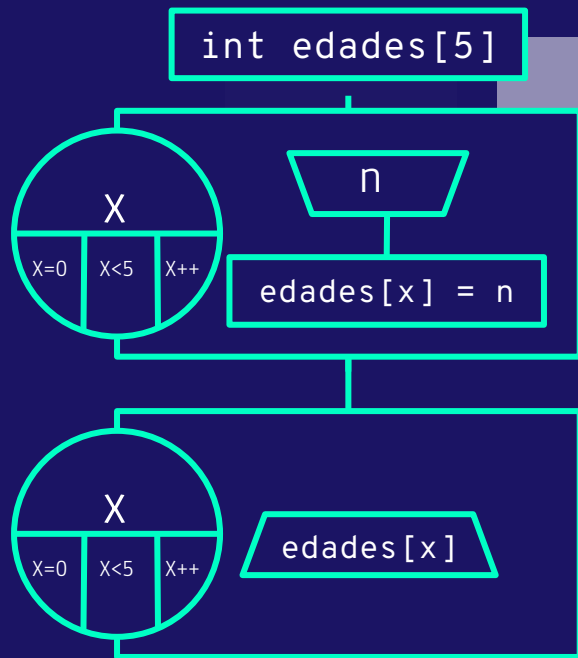 int edades[5]
X
X=0 X<5 X++
n
edades[x] = n
X
X=0 X<5 X++
edades[x]